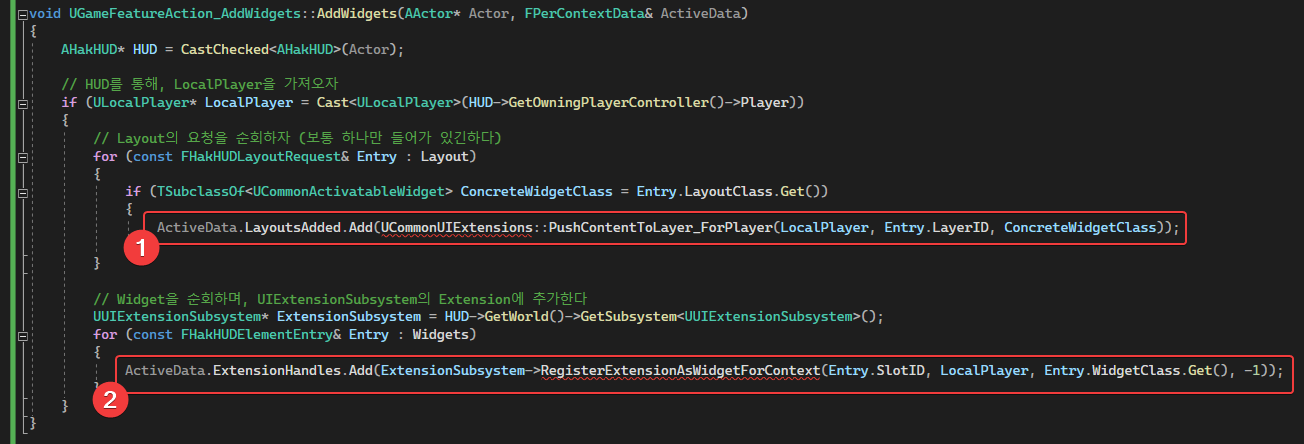 void UGameFeatureAction_AddWidgets::AddWidgets(AActor* Actor, FPerContextData& ActiveData)
{
    AHakHUD* HUD = CastChecked<AHakHUD>(Actor);
    // HUD를 통해, LocalPlayer을 가져오자
    if (ULocalPlayer* LocalPlayer = Cast<ULocalPlayer>(HUD->GetOwningPlayerController()->Player))
    {
        // Layout의 요청을 순회하자 (보통 하나만 들어가 있긴하다)
        for (const FHakHUDLayoutRequest& Entry : Layout)
        {
            if (TSubclassOf<UCommonActivatableWidget> ConcreteWidgetClass = Entry.LayoutClass.Get())
            {
                ActiveData.LayoutsAdded.Add(UCommonUIExtensions::PushContentToLayer_ForPlayer(LocalPlayer, Entry.LayerID, ConcreteWidgetClass));
1
        }
        // Widget을 순회하며, UIExtensionSubsystem의 Extension에 추가한다
        UUIExtensionSubsystem* ExtensionSubsystem = HUD->GetWorld()->GetSubsystem<UUIExtensionSubsystem>();
        for (const FHakHUDElementEntry& Entry : Widgets)
        {
            ActiveData.ExtensionHandles.Add(ExtensionSubsystem->RegisterExtensionAsWidgetForContext(Entry.SlotID, LocalPlayer, Entry.WidgetClass.Get(), -1));
2
    }
}